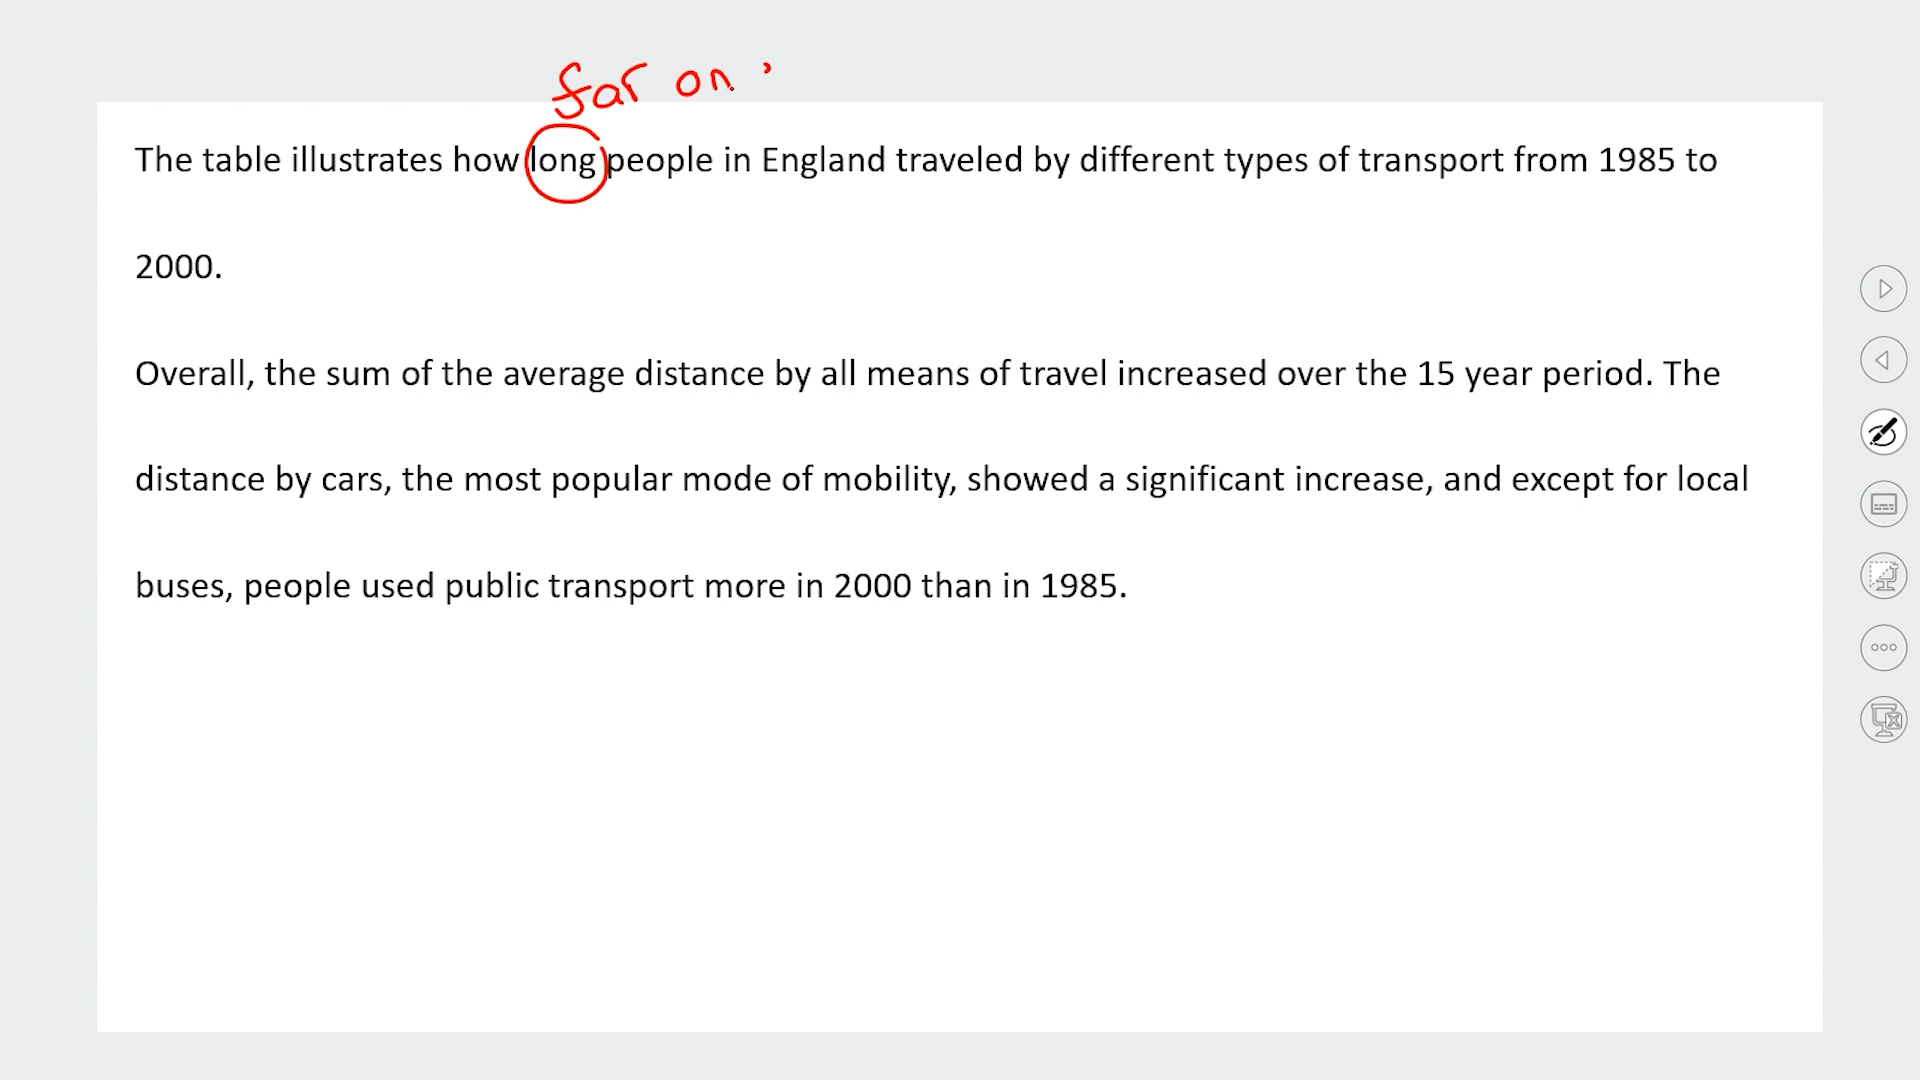 far on
The table illustrates how long people in England traveled by different types of transport from 1985 to
2000.
Overall, the sum of the average distance by all means of travel increased over the 15 year period. The
distance by cars, the most popular mode of mobility, showed a significant increase, and except for local
buses, people used public transport more in 2000 than in 1985.